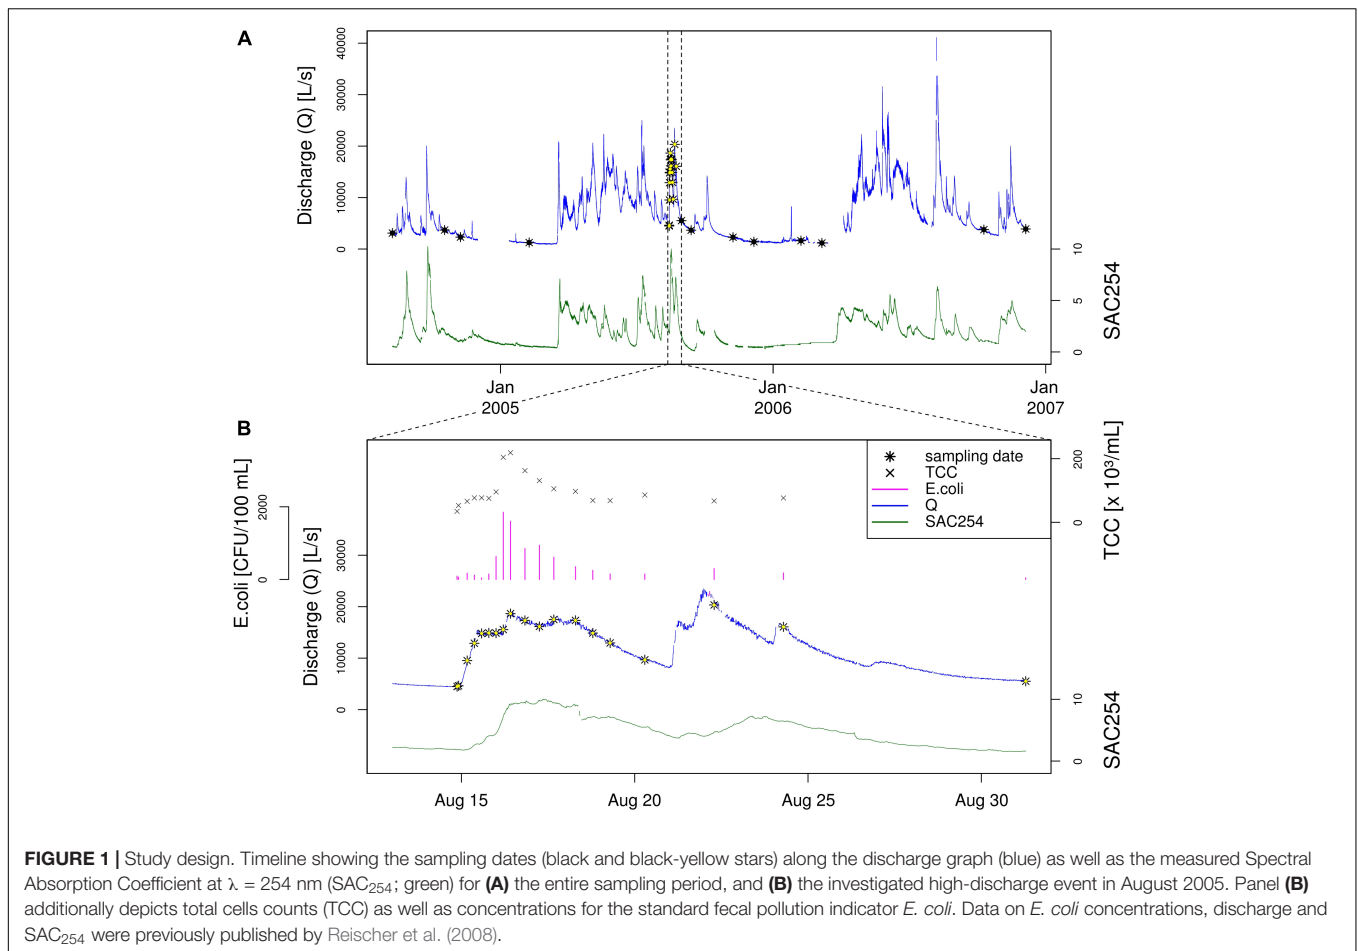 A
Discharge (Q) [L/s]
40000
30000
20000
10000
0
10
5
0
SAC254
Jan
2005
Jan
2006
Jan
2007
B
E.coli [CFU/100 mL]
2000
0
Discharge (Q) [L/s]
30000
20000
10000
0
sampling date
TCC
E.coli
Q
SAC254
200
0
TCC [x 10³/mL]
10
0
SAC254
Aug 15
Aug 20
Aug 25
Aug 30
FIGURE 1 | Study design. Timeline showing the sampling dates (black and black-yellow stars) along the discharge graph (blue) as well as the measured Spectral
Absorption Coefficient at λ = 254 nm (SAC₂₅₄; green) for (A) the entire sampling period, and (B) the investigated high-discharge event in August 2005. Panel (B)
additionally depicts total cells counts (TCC) as well as concentrations for the standard fecal pollution indicator E. coli. Data on E. coli concentrations, discharge and
SAC₂₅₄ were previously published by Reischer et al. (2008).